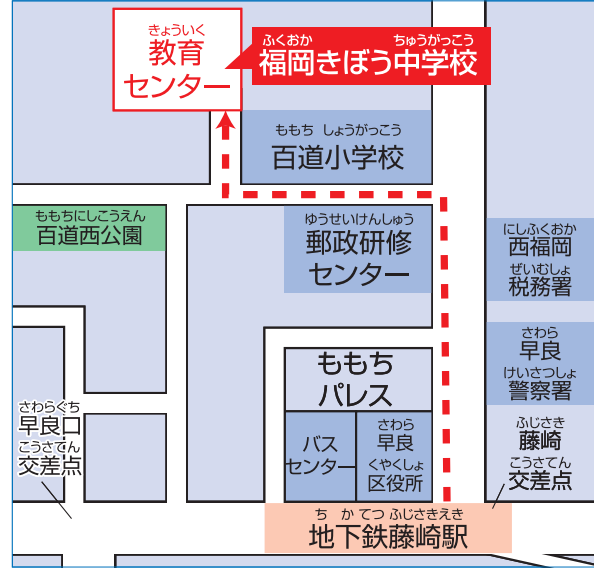 きょういく
教育
センター
ふくおか ちゅうがっこう
福岡きぼう中学校
ももち しょうがっこう
百道小学校
ももちにしこうえん
百道西公園
ゆうせいけんしゅう
郵政研修
センター
にしふくおか
西福岡
ぜいむしょ
税務署
さわら
早良
けいさつしょ
警察署
ももち
パレス
さわらぐち
早良口
こうさてん
交差点
バス
センター
さわら
早良
くやくしょ
区役所
ふじさき
藤崎
こうさてん
交差点
ち か てつ ふじさきえき
地下鉄藤崎駅